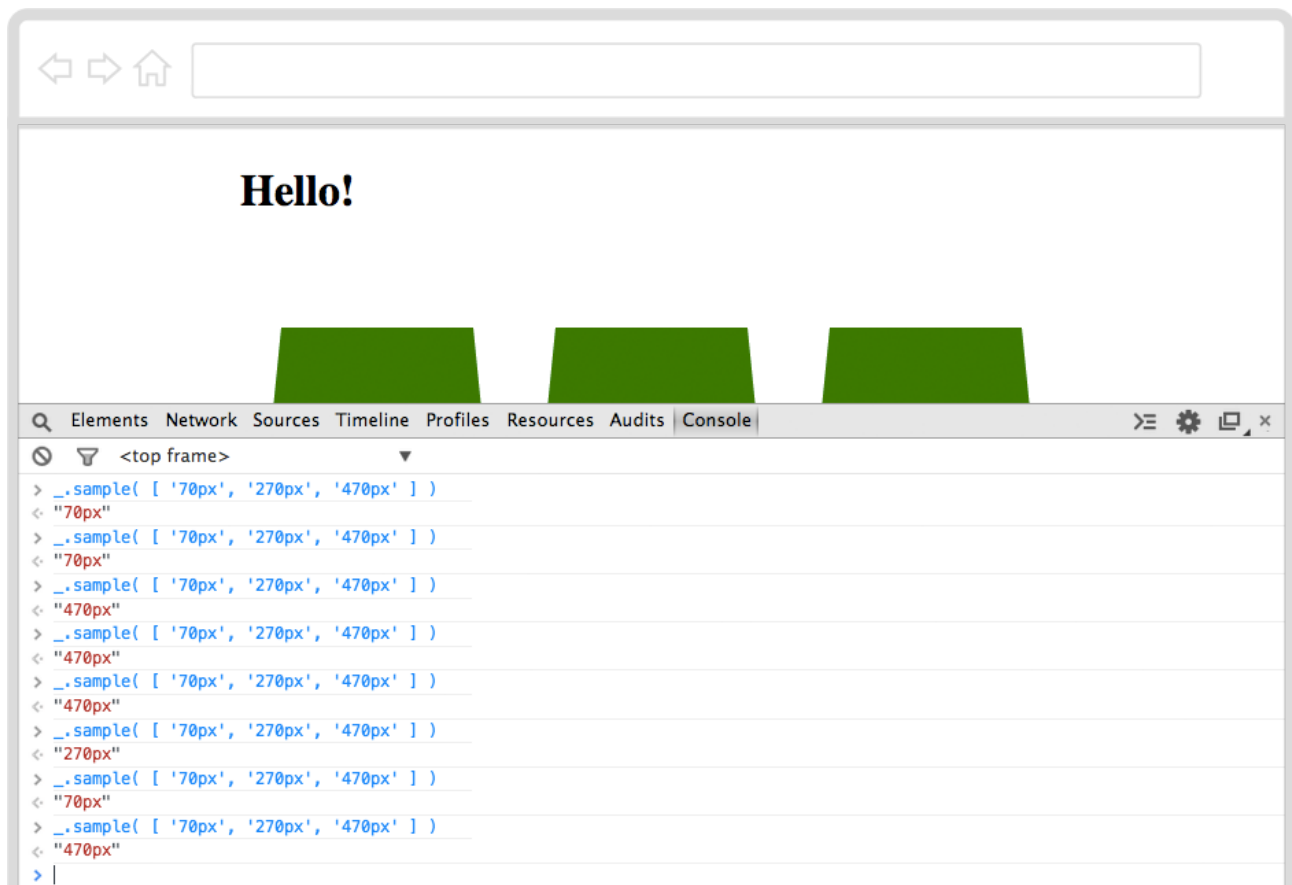 Hello!
Elements Network Sources Timeline Profiles Resources Audits Console
<top frame>
_.sample( [ '70px', '270px', '470px' ] )
"70px"
_.sample( [ '70px', '270px', '470px' ] )
"70px"
_.sample( [ '70px', '270px', '470px' ] )
"470px"
_.sample( [ '70px', '270px', '470px' ] )
"470px"
_.sample( [ '70px', '270px', '470px' ] )
"470px"
_.sample( [ '70px', '270px', '470px' ] )
"270px"
_.sample( [ '70px', '270px', '470px' ] )
"70px"
_.sample( [ '70px', '270px', '470px' ] )
"470px"